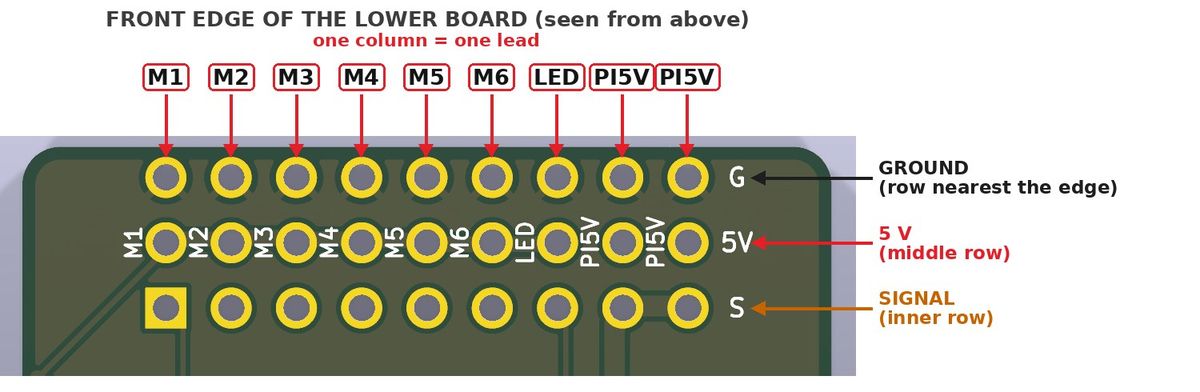 FRONT EDGE OF THE LOWER BOARD (seen from above)
one column = one lead
M1 M2 M3 M4 M5 M6 LED PI5V PI5V
G
GROUND
(row nearest the edge)
M1 M2 M3 M4 M5 M6 LED PI5V PI5V 5V
5 V
(middle row)
S
SIGNAL
(inner row)